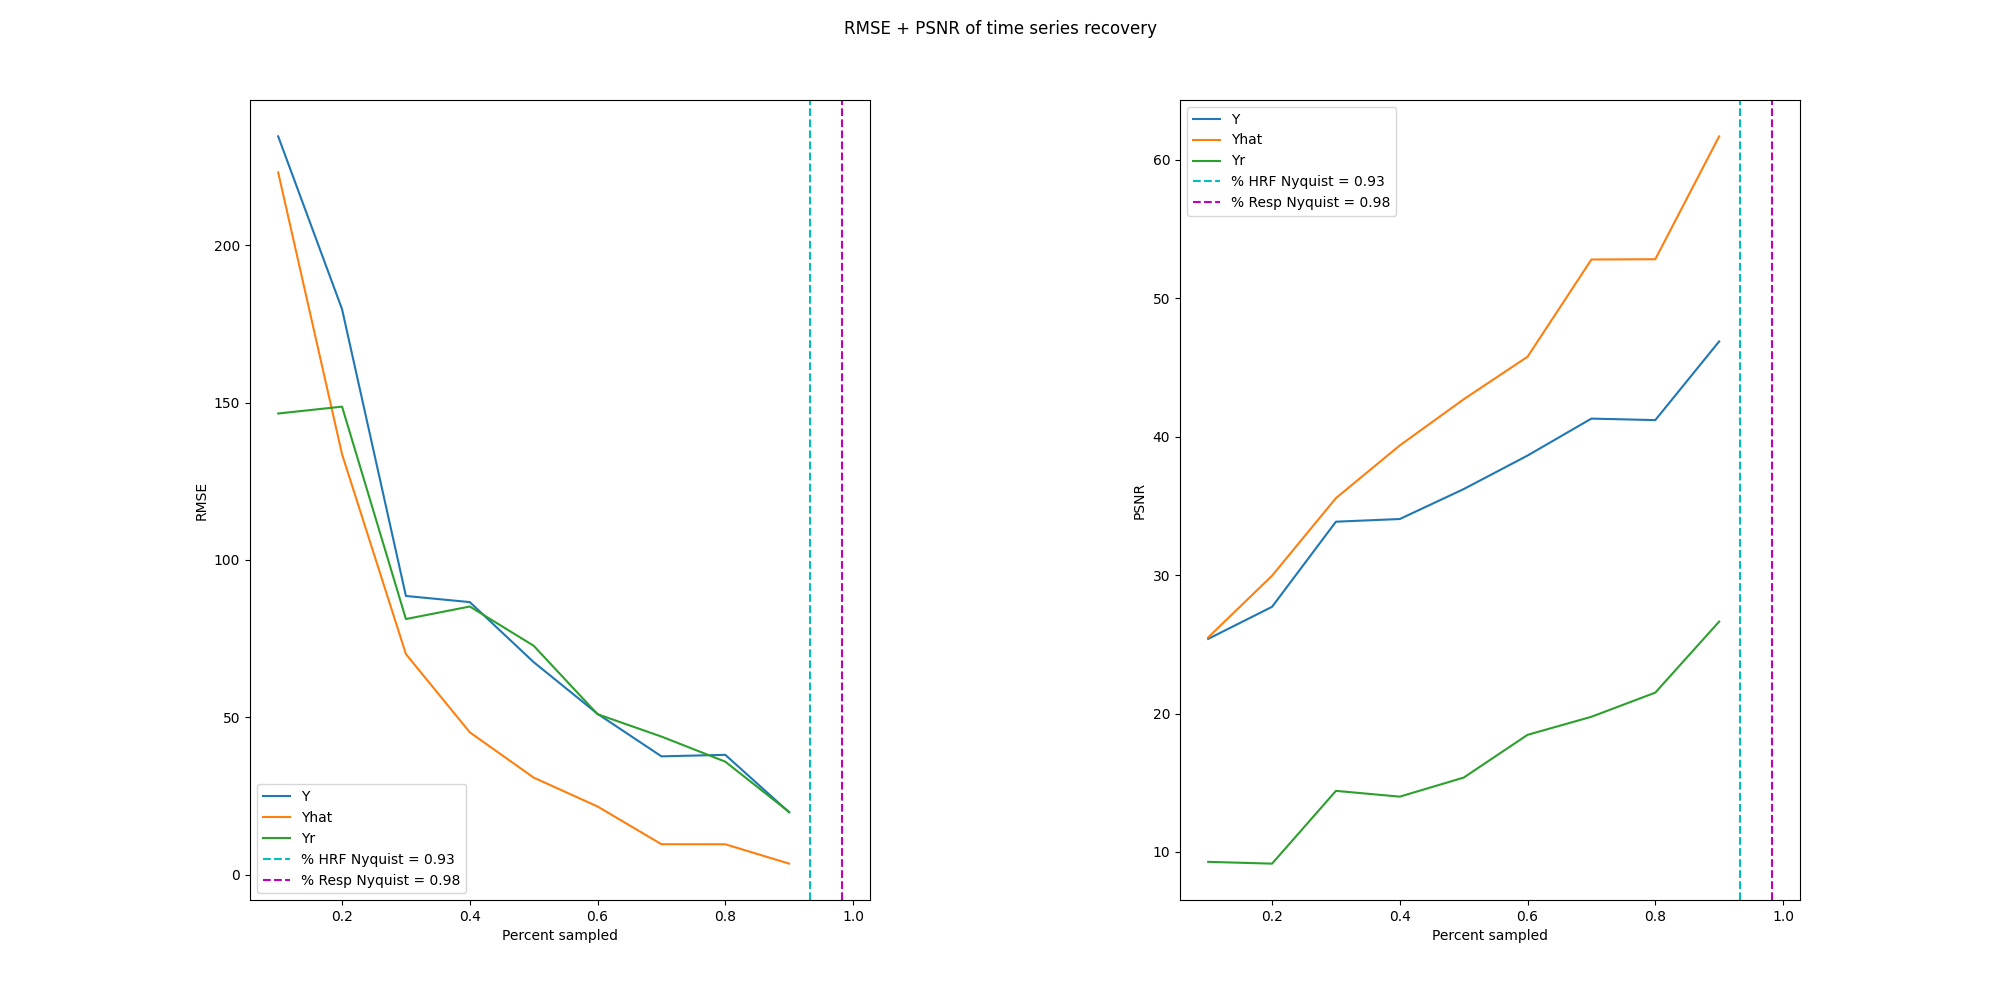 RMSE + PSNR of time series recovery
RMSE
200
150
100
50
0
Y
Yhat
Yr
% HRF Nyquist = 0.93
% Resp Nyquist = 0.98
0.2 0.4 0.6 0.8 1.0
Percent sampled
PSNR
60
50
40
30
20
10
Y
Yhat
Yr
% HRF Nyquist = 0.93
% Resp Nyquist = 0.98
0.2 0.4 0.6 0.8 1.0
Percent sampled